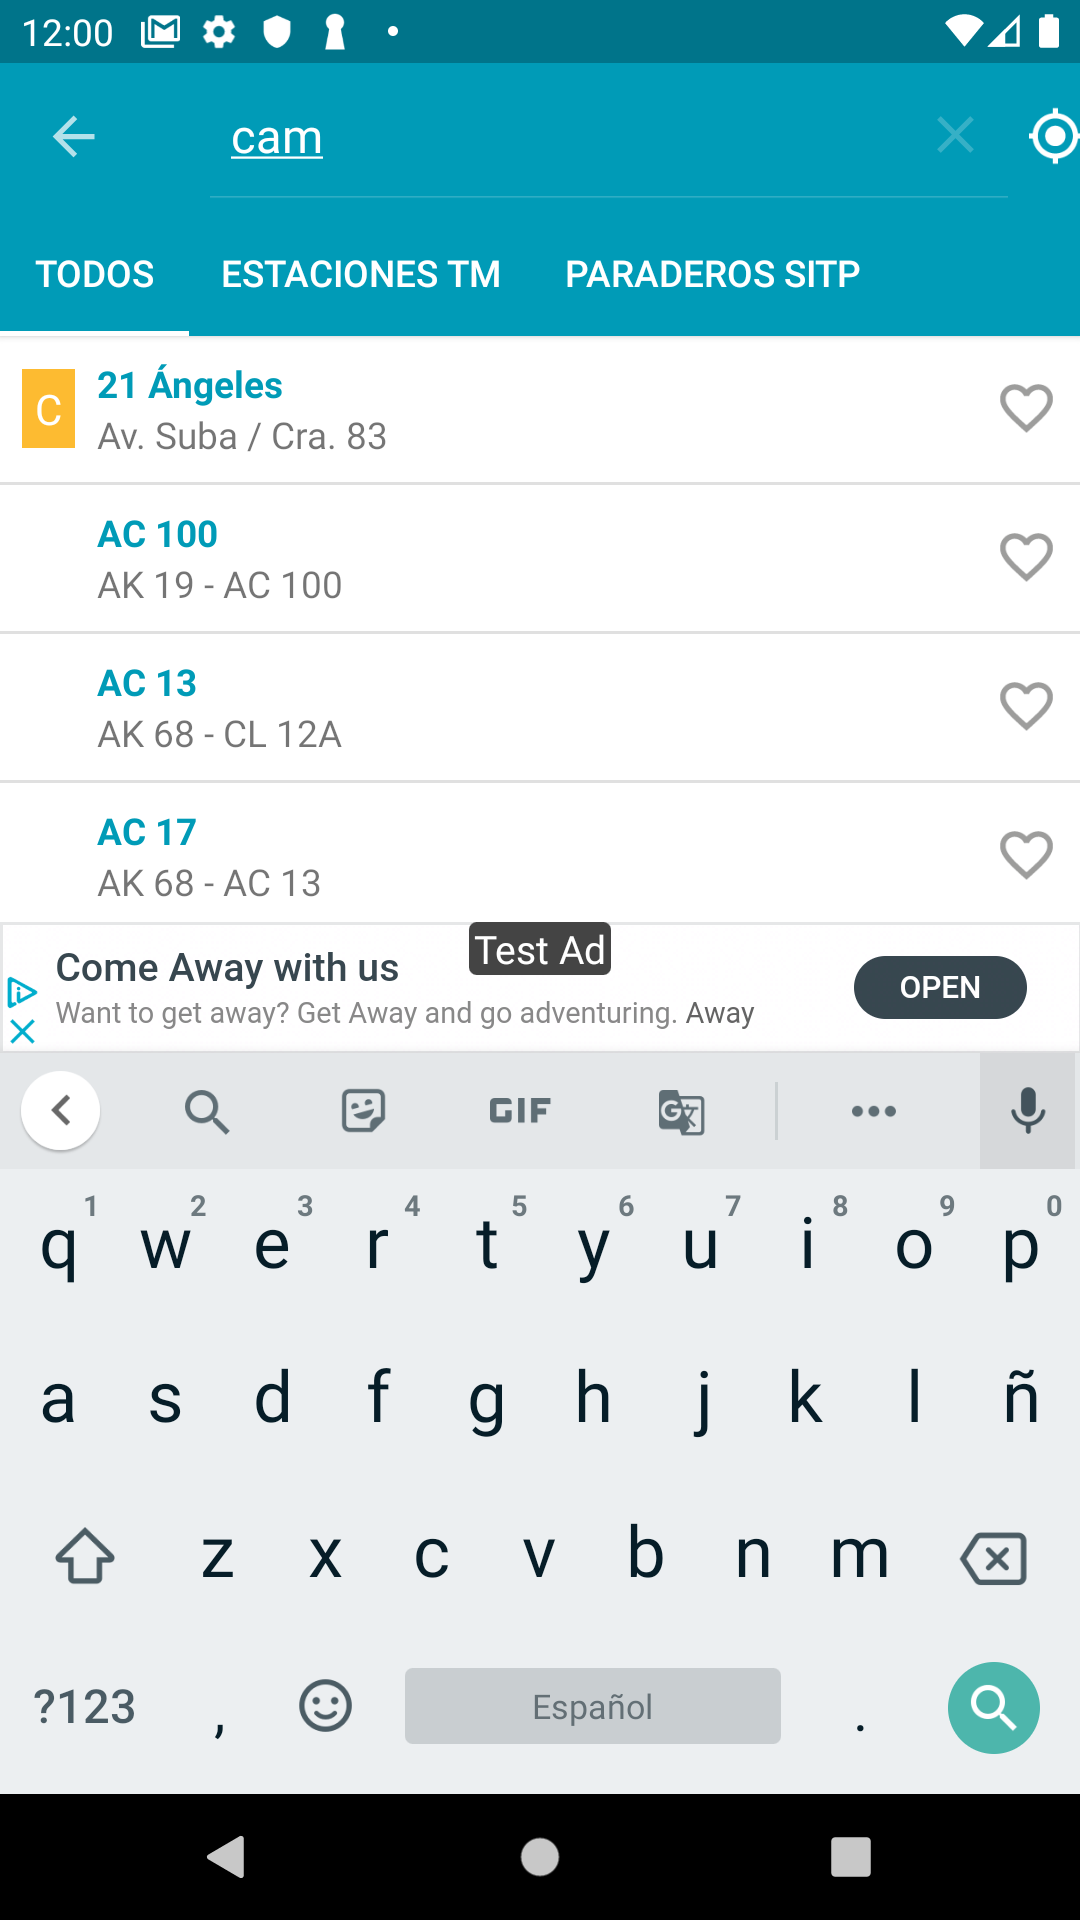 12:00
cam
TODOS ESTACIONES TM PARADEROS SITP
C
21 Ángeles
Av. Suba / Cra. 83
AC 100
AK 19 - AC 100
AC 13
AK 68 - CL 12A
AC 17
AK 68 - AC 13
Test Ad
Come Away with us
Want to get away? Get Away and go adventuring. Away
OPEN
GIF
1 2 3 4 5 6 7 8 9 0
q w e r t y u i o p
a s d f g h j k l ñ
z x c v b n m
?123 , Español .